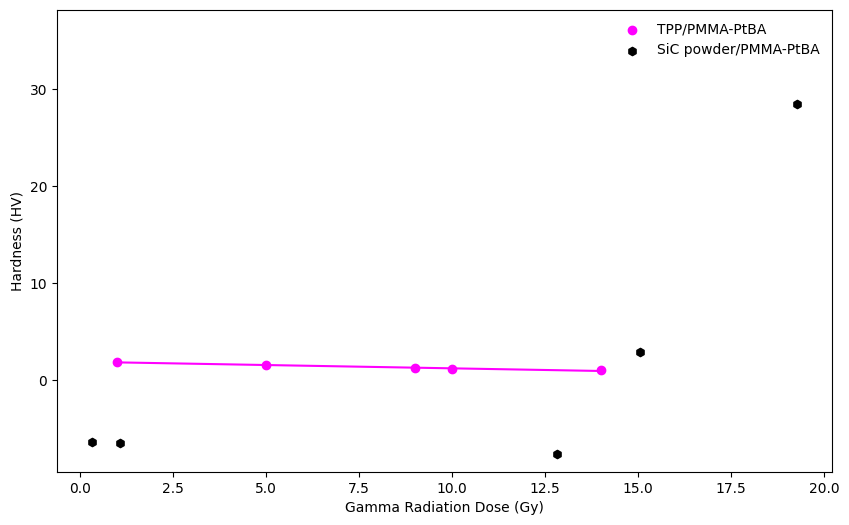 TPP/PMMA-PtBA
SiC powder/PMMA-PtBA
Hardness (HV)
30
20
10
0
0.0 2.5 5.0 7.5 10.0 12.5 15.0 17.5 20.0
Gamma Radiation Dose (Gy)